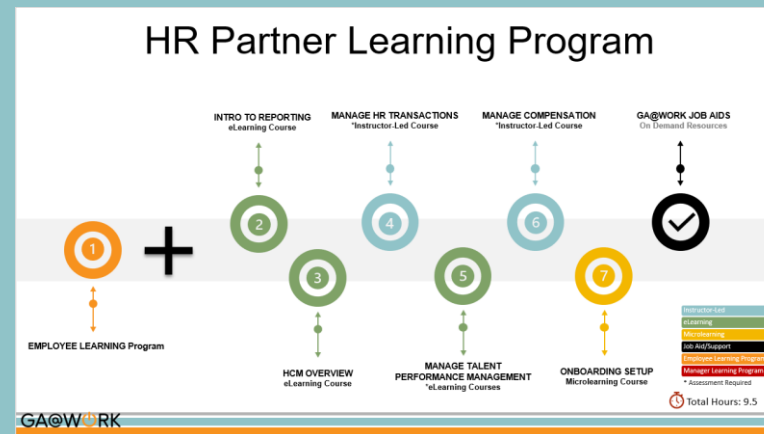 HR Partner Learning Program
INTRO TO REPORTING
eLearning Course
MANAGE HR TRANSACTIONS
*Instructor-Led Course
MANAGE COMPENSATION
*Instructor-Led Course
GA@WORK JOB AIDS
On Demand Resources
1
2
3
4
5
6
7
EMPLOYEE LEARNING Program
HCM OVERVIEW
eLearning Course
MANAGE TALENT
PERFORMANCE MANAGEMENT
*eLearning Courses
ONBOARDING SETUP
Microlearning Course
Instructor-Led
eLearning
Microlearning
Job Aid/Support
Employee Learning Program
Manager Learning Program
* Assessment Required
Total Hours: 9.5
GA@WORK